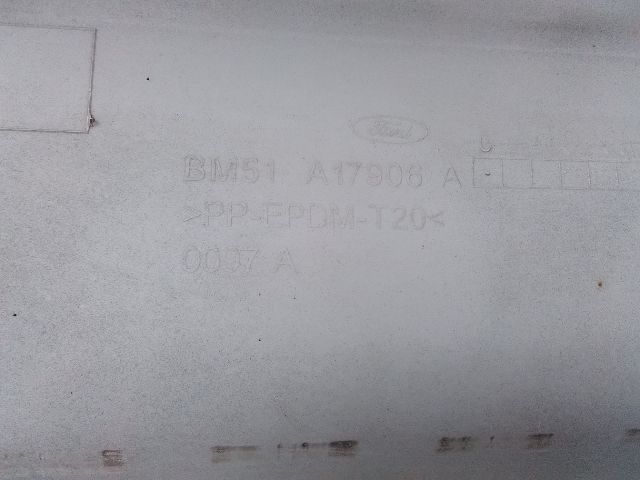 Ford
BM51- A17906 A
>PP-EPDM-T20<
0097 A